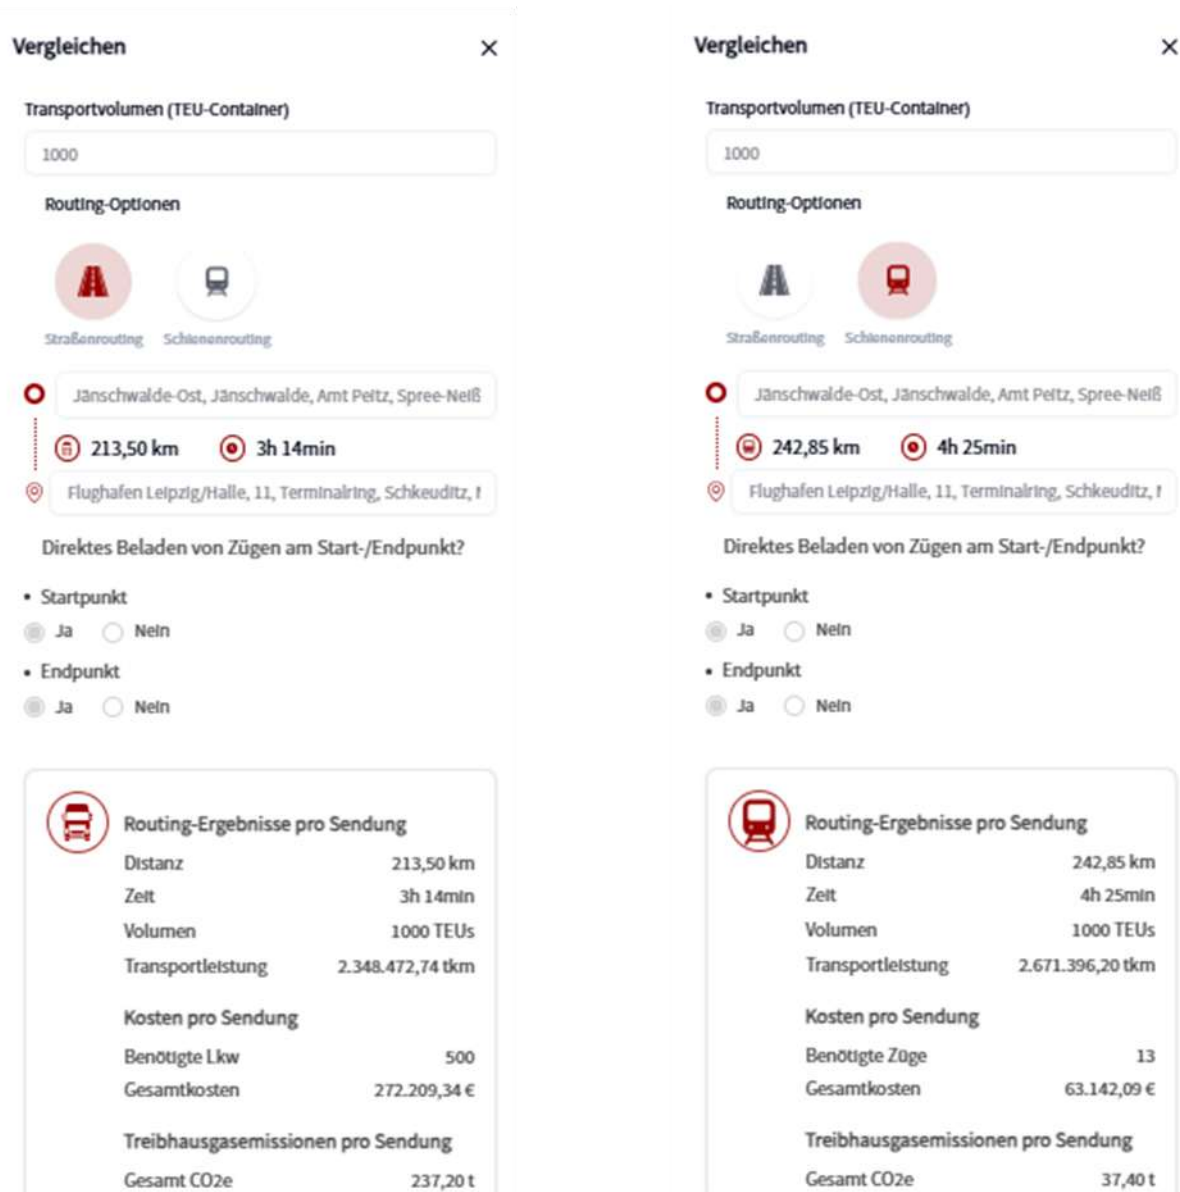 Vergleichen
Transportvolumen (TEU-Container)
1000
Routing-Optionen
Straßenrouting Schienenrouting
Jänschwalde-Ost, Jänschwalde, Amt Peitz, Spree-Neiß
213,50 km 3h 14min
Flughafen Leipzig/Halle, 11, Terminalring, Schkeuditz,
Direktes Beladen von Zügen am Start-/Endpunkt?
• Startpunkt
Ja Nein
• Endpunkt
Ja Nein
Routing-Ergebnisse pro Sendung
Distanz 213,50 km
Zeit 3h 14min
Volumen 1000 TEUs
Transportleistung 2.348.472,74 tkm
Kosten pro Sendung
Benötigte Lkw 500
Gesamtkosten 272.209,34 €
Treibhausgasemissionen pro Sendung
Gesamt CO2e 237,20 t
Vergleichen
Transportvolumen (TEU-Container)
1000
Routing-Optionen
Straßenrouting Schienenrouting
Jänschwalde-Ost, Jänschwalde, Amt Peitz, Spree-Neiß
242,85 km 4h 25min
Flughafen Leipzig/Halle, 11, Terminalring, Schkeuditz,
Direktes Beladen von Zügen am Start-/Endpunkt?
• Startpunkt
Ja Nein
• Endpunkt
Ja Nein
Routing-Ergebnisse pro Sendung
Distanz 242,85 km
Zeit 4h 25min
Volumen 1000 TEUs
Transportleistung 2.671.396,20 tkm
Kosten pro Sendung
Benötigte Züge 13
Gesamtkosten 63.142,09 €
Treibhausgasemissionen pro Sendung
Gesamt CO2e 37,40 t